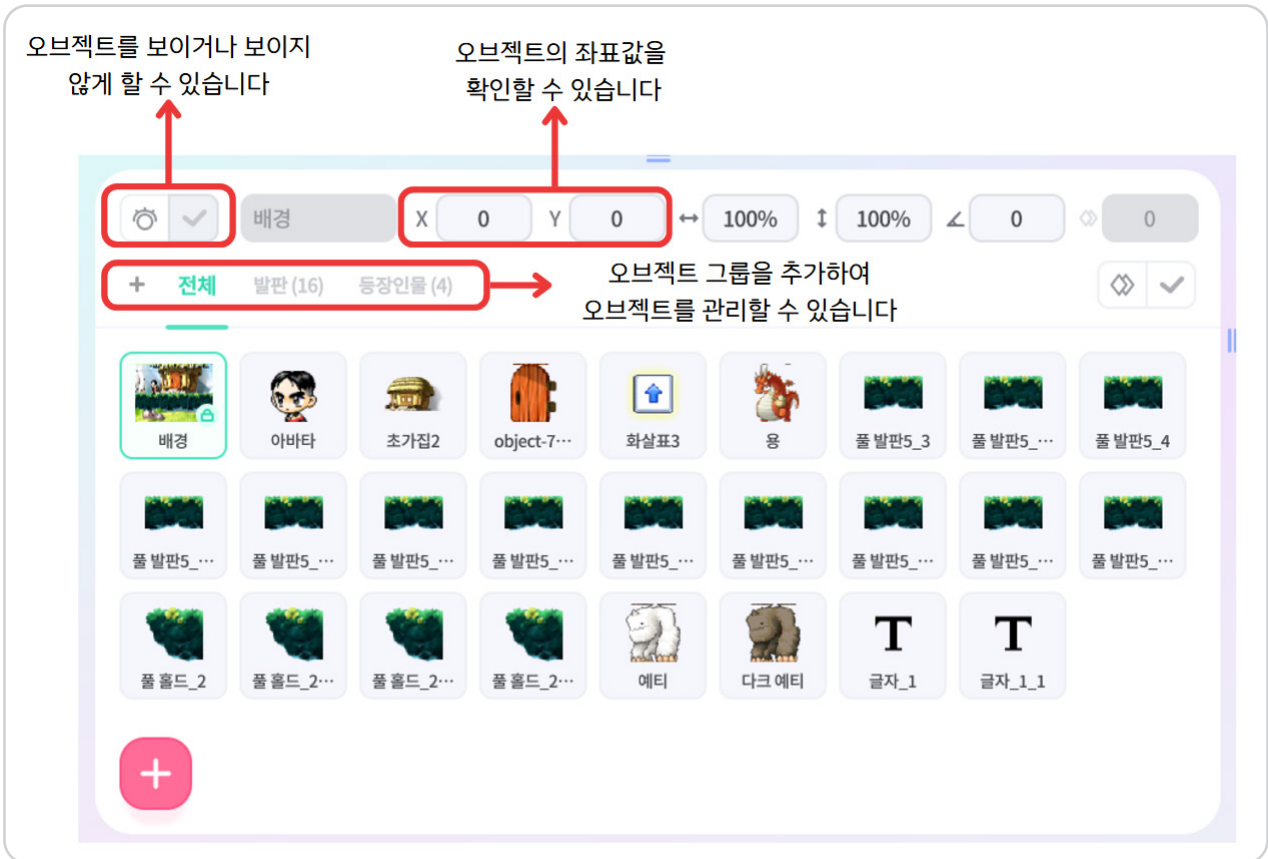 오브젝트를 보이거나 보이지
않게 할 수 있습니다
오브젝트의 좌표값을
확인할 수 있습니다
배경 X 0 Y 0 100% 100% 0 0
+ 전체 발판 (16) 등장인물 (4)
오브젝트 그룹을 추가하여
오브젝트를 관리할 수 있습니다
배경 아바타 초가집2 object-7··· 화살표3 용 풀 발판5_3 풀 발판5_··· 풀 발판5_4
풀 발판5_··· 풀 발판5_··· 풀 발판5_··· 풀 발판5_··· 풀 발판5_··· 풀 발판5_··· 풀 발판5_··· 풀 발판5_··· 풀 발판5_···
T T
풀 홀드_2 풀 홀드_2··· 풀 홀드_2··· 풀 홀드_2··· 예티 다크 예티 글자_1 글자_1_1
+